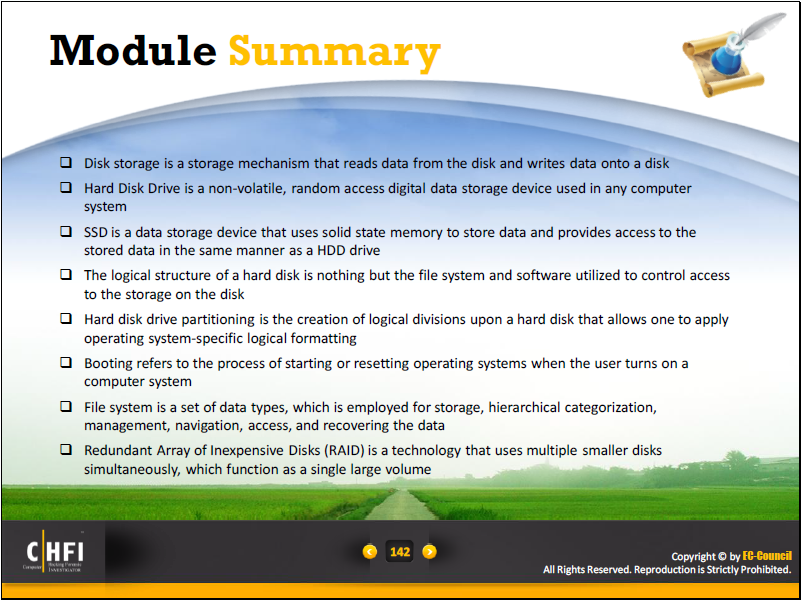 Module Summary
❑ Disk storage is a storage mechanism that reads data from the disk and writes data onto a disk
❑ Hard Disk Drive is a non-volatile, random access digital data storage device used in any computer
system
❑ SSD is a data storage device that uses solid state memory to store data and provides access to the
stored data in the same manner as a HDD drive
❑ The logical structure of a hard disk is nothing but the file system and software utilized to control access
to the storage on the disk
❑ Hard disk drive partitioning is the creation of logical divisions upon a hard disk that allows one to apply
operating system-specific logical formatting
❑ Booting refers to the process of starting or resetting operating systems when the user turns on a
computer system
❑ File system is a set of data types, which is employed for storage, hierarchical categorization,
management, navigation, access, and recovering the data
❑ Redundant Array of Inexpensive Disks (RAID) is a technology that uses multiple smaller disks
simultaneously, which function as a single large volume
CHFI
Computer Hacking Forensic
INVESTIGATOR
142
Copyright © by EC-Council
All Rights Reserved. Reproduction is Strictly Prohibited.